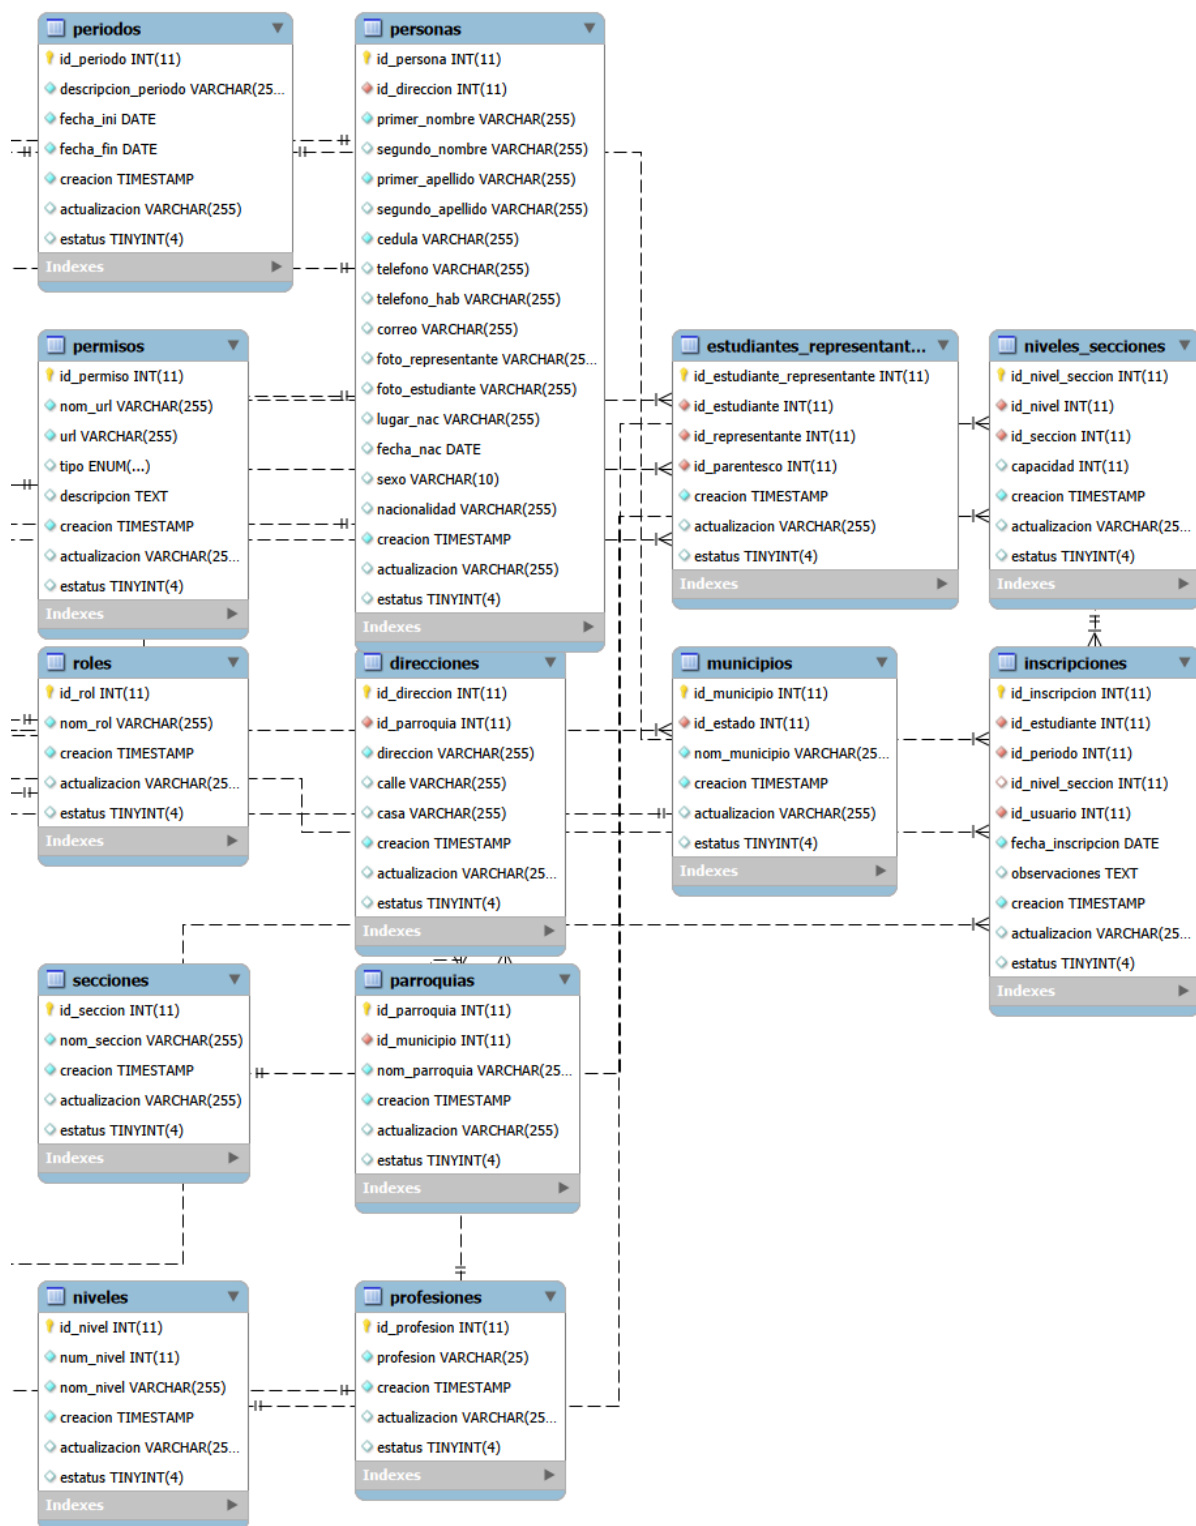 periodos
id_periodo INT(11)
descripcion_periodo VARCHAR(25...
fecha_ini DATE
fecha_fin DATE
creacion TIMESTAMP
actualizacion VARCHAR(255)
estatus TINYINT(4)
Indexes
personas
id_persona INT(11)
id_direccion INT(11)
primer_nombre VARCHAR(255)
segundo_nombre VARCHAR(255)
primer_apellido VARCHAR(255)
segundo_apellido VARCHAR(255)
cedula VARCHAR(255)
telefono VARCHAR(255)
telefono_hab VARCHAR(255)
correo VARCHAR(255)
foto_representante VARCHAR(25...
foto_estudiante VARCHAR(255)
lugar_nac VARCHAR(255)
fecha_nac DATE
sexo VARCHAR(10)
nacionalidad VARCHAR(255)
creacion TIMESTAMP
actualizacion VARCHAR(255)
estatus TINYINT(4)
Indexes
permisos
id_permiso INT(11)
nom_url VARCHAR(255)
url VARCHAR(255)
tipo ENUM(...)
descripcion TEXT
creacion TIMESTAMP
actualizacion VARCHAR(25...
estatus TINYINT(4)
Indexes
estudiantes_representant...
id_estudiante_representante INT(11)
id_estudiante INT(11)
id_representante INT(11)
id_parentesco INT(11)
creacion TIMESTAMP
actualizacion VARCHAR(255)
estatus TINYINT(4)
Indexes
niveles_secciones
id_nivel_seccion INT(11)
id_nivel INT(11)
id_seccion INT(11)
capacidad INT(11)
creacion TIMESTAMP
actualizacion VARCHAR(25...
estatus TINYINT(4)
Indexes
roles
id_rol INT(11)
nom_rol VARCHAR(255)
creacion TIMESTAMP
actualizacion VARCHAR(25...
estatus TINYINT(4)
Indexes
direcciones
id_direccion INT(11)
id_parroquia INT(11)
direccion VARCHAR(255)
calle VARCHAR(255)
casa VARCHAR(255)
creacion TIMESTAMP
actualizacion VARCHAR(25...
estatus TINYINT(4)
Indexes
municipios
id_municipio INT(11)
id_estado INT(11)
nom_municipio VARCHAR(25...
creacion TIMESTAMP
actualizacion VARCHAR(255)
estatus TINYINT(4)
Indexes
inscripciones
id_inscripcion INT(11)
id_estudiante INT(11)
id_periodo INT(11)
id_nivel_seccion INT(11)
id_usuario INT(11)
fecha_inscripcion DATE
observaciones TEXT
creacion TIMESTAMP
actualizacion VARCHAR(25...
estatus TINYINT(4)
Indexes
secciones
id_seccion INT(11)
nom_seccion VARCHAR(255)
creacion TIMESTAMP
actualizacion VARCHAR(255)
estatus TINYINT(4)
Indexes
parroquias
id_parroquia INT(11)
id_municipio INT(11)
nom_parroquia VARCHAR(25...
creacion TIMESTAMP
actualizacion VARCHAR(255)
estatus TINYINT(4)
Indexes
niveles
id_nivel INT(11)
num_nivel INT(11)
nom_nivel VARCHAR(255)
creacion TIMESTAMP
actualizacion VARCHAR(25...
estatus TINYINT(4)
Indexes
profesiones
id_profesion INT(11)
profesion VARCHAR(25)
creacion TIMESTAMP
actualizacion VARCHAR(25...
estatus TINYINT(4)
Indexes